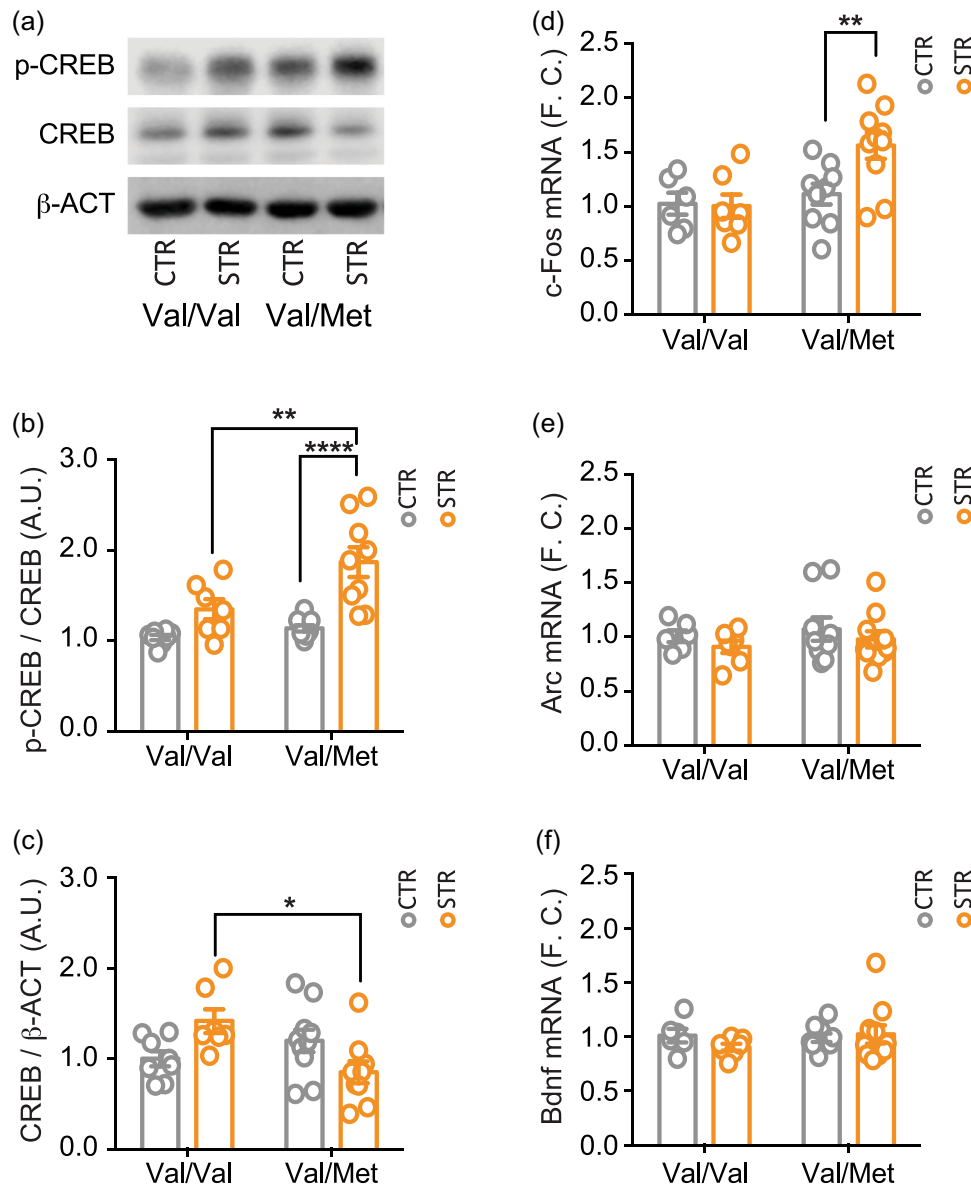 (a)
p-CREB
CREB
β-ACT
CTR STR CTR STR
Val/Val Val/Met
(b)
p-CREB / CREB (A.U.)
3.0
2.0
1.0
0.0
** ****
Val/Val Val/Met
CTR
STR
(c)
CREB / β-ACT (A.U.)
3.0
2.0
1.0
0.0
*
Val/Val Val/Met
CTR
STR
(d)
c-Fos mRNA (F. C.)
2.5
2.0
1.5
1.0
0.5
0.0
**
Val/Val Val/Met
CTR
STR
(e)
Arc mRNA (F. C.)
2.5
2.0
1.5
1.0
0.5
0.0
Val/Val Val/Met
CTR
STR
(f)
Bdnf mRNA (F. C.)
2.5
2.0
1.5
1.0
0.5
0.0
Val/Val Val/Met
CTR
STR